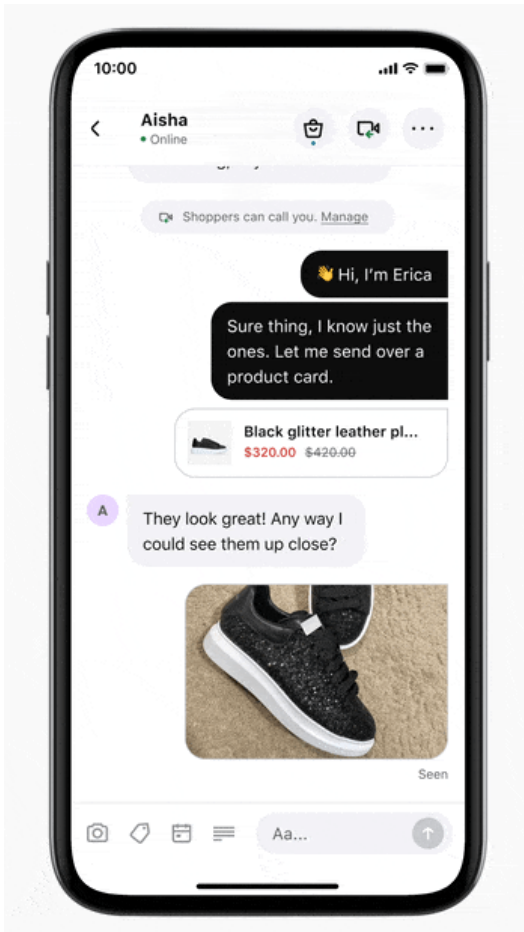 10:00
Aisha
Online
Shoppers can call you. Manage
👋 Hi, I’m Erica
Sure thing, I know just the
ones. Let me send over a
product card.
Black glitter leather pl...
$320.00 $420.00
A
They look great! Any way I
could see them up close?
Seen
Aa...